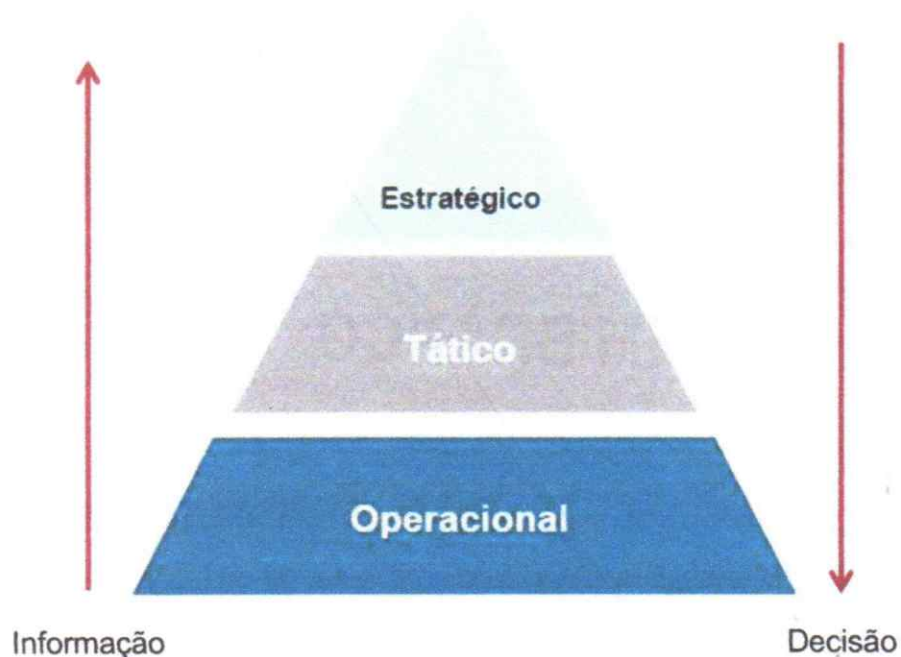 Estratégico
Tático
Operacional
Informação
Decisão